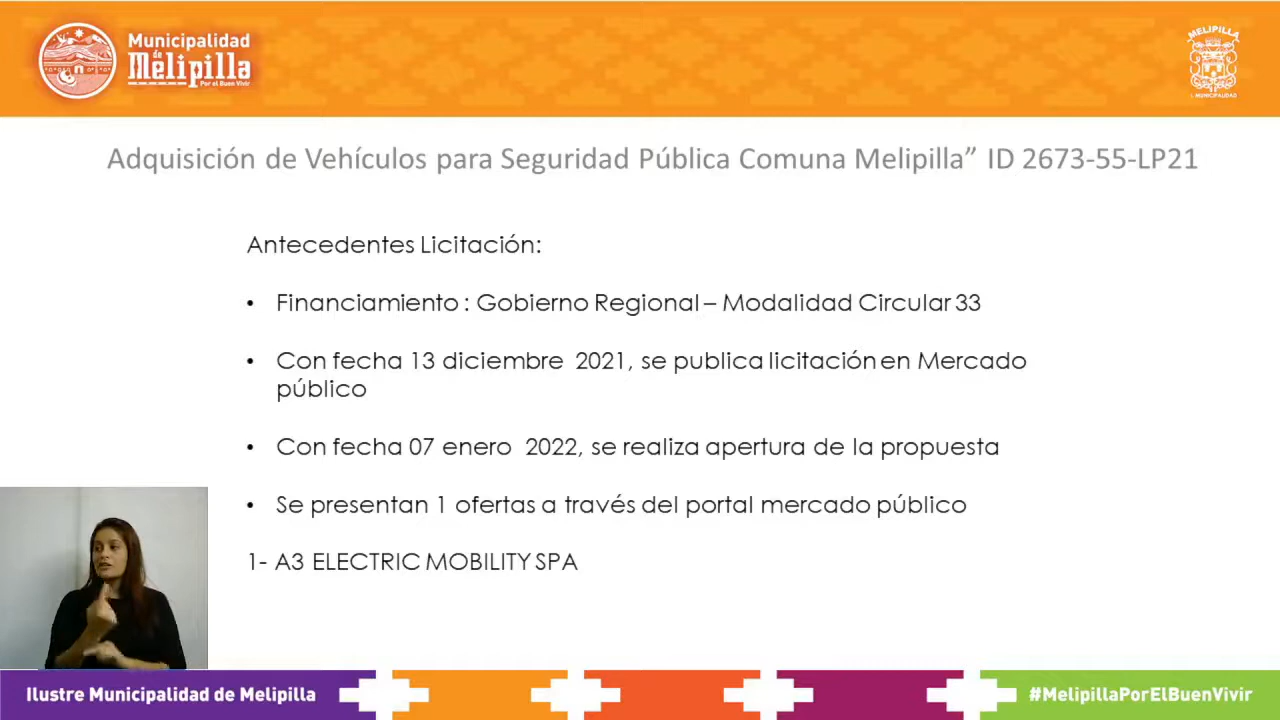 Municipalidad
de
Melipilla
Por el Buen Vivir
MELIPILLA
I. MUNICIPALIDAD
Adquisición de Vehículos para Seguridad Pública Comuna Melipilla” ID 2673-55-LP21
Antecedentes Licitación:
• Financiamiento : Gobierno Regional – Modalidad Circular 33
• Con fecha 13 diciembre 2021, se publica licitación en Mercado
público
• Con fecha 07 enero 2022, se realiza apertura de la propuesta
• Se presentan 1 ofertas a través del portal mercado público
1- A3 ELECTRIC MOBILITY SPA
Ilustre Municipalidad de Melipilla
#MelipillaPorElBuenVivir